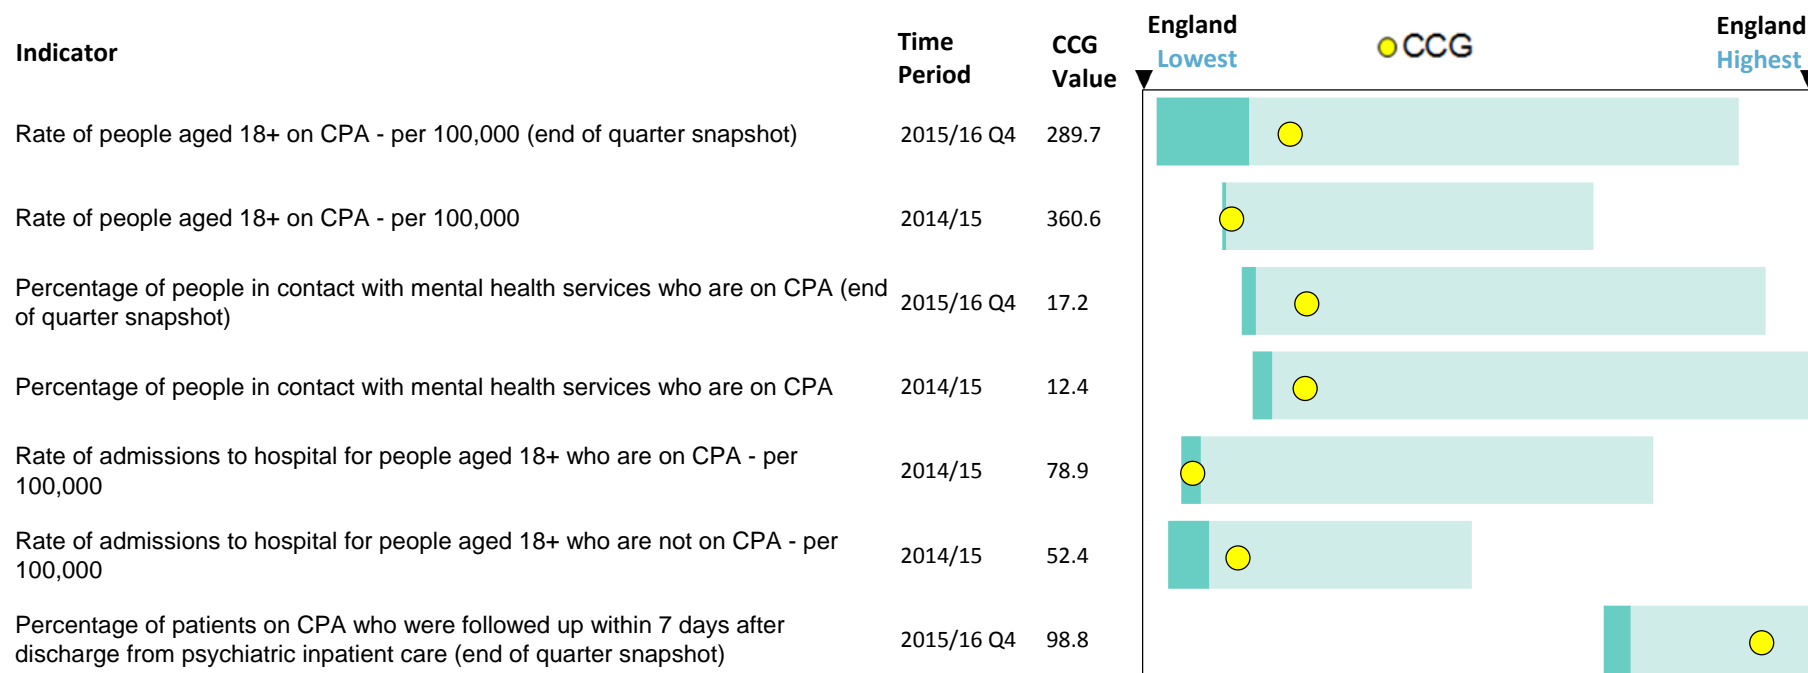 Indicator
Time Period
CCG Value
England
Lowest
CCG
England
Highest
Rate of people aged 18+ on CPA - per 100,000 (end of quarter snapshot) 2015/16 Q4 289.7
Rate of people aged 18+ on CPA - per 100,000 2014/15 360.6
Percentage of people in contact with mental health services who are on CPA (end
of quarter snapshot) 2015/16 Q4 17.2
Percentage of people in contact with mental health services who are on CPA 2014/15 12.4
Rate of admissions to hospital for people aged 18+ who are on CPA - per
100,000 2014/15 78.9
Rate of admissions to hospital for people aged 18+ who are not on CPA - per
100,000 2014/15 52.4
Percentage of patients on CPA who were followed up within 7 days after
discharge from psychiatric inpatient care (end of quarter snapshot) 2015/16 Q4 98.8